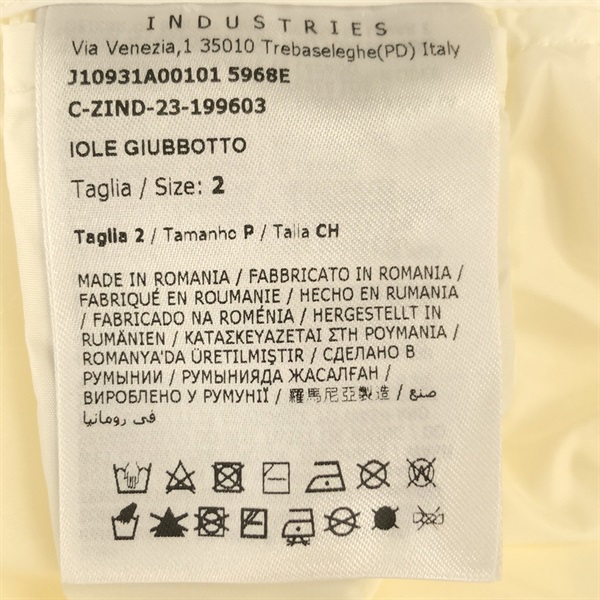 INDUSTRIES
Via Venezia,1 35010 Trebaseleghe(PD) Italy
J10931A00101 5968E
C-ZIND-23-199603
IOLE GIUBBOTTO
Taglia / Size: 2
Taglia 2 / Tamanho P / Talla CH
MADE IN ROMANIA / FABBRICATO IN ROMANIA /
FABRIQUÉ EN ROUMANIE / HECHO EN RUMANIA
/ FABRICADO NA ROMÉNIA / HERGESTELLT IN
RUMÄNIEN / ΚΑΤΑΣΚΕΥΑΖΕΤΑΙ ΣΤΗ ΡΟΥΜΑΝΙΑ /
ROMANYA'DA ÜRETILMIŞTIR / СДЕЛАНО В
РУМЫНИИ / РУМЫНИЯДА ЖАСАЛҒАН /
ВИРОБЛЕНО У РУМУНІЇ / 羅馬尼亞製造 / صنع
في رومانيا